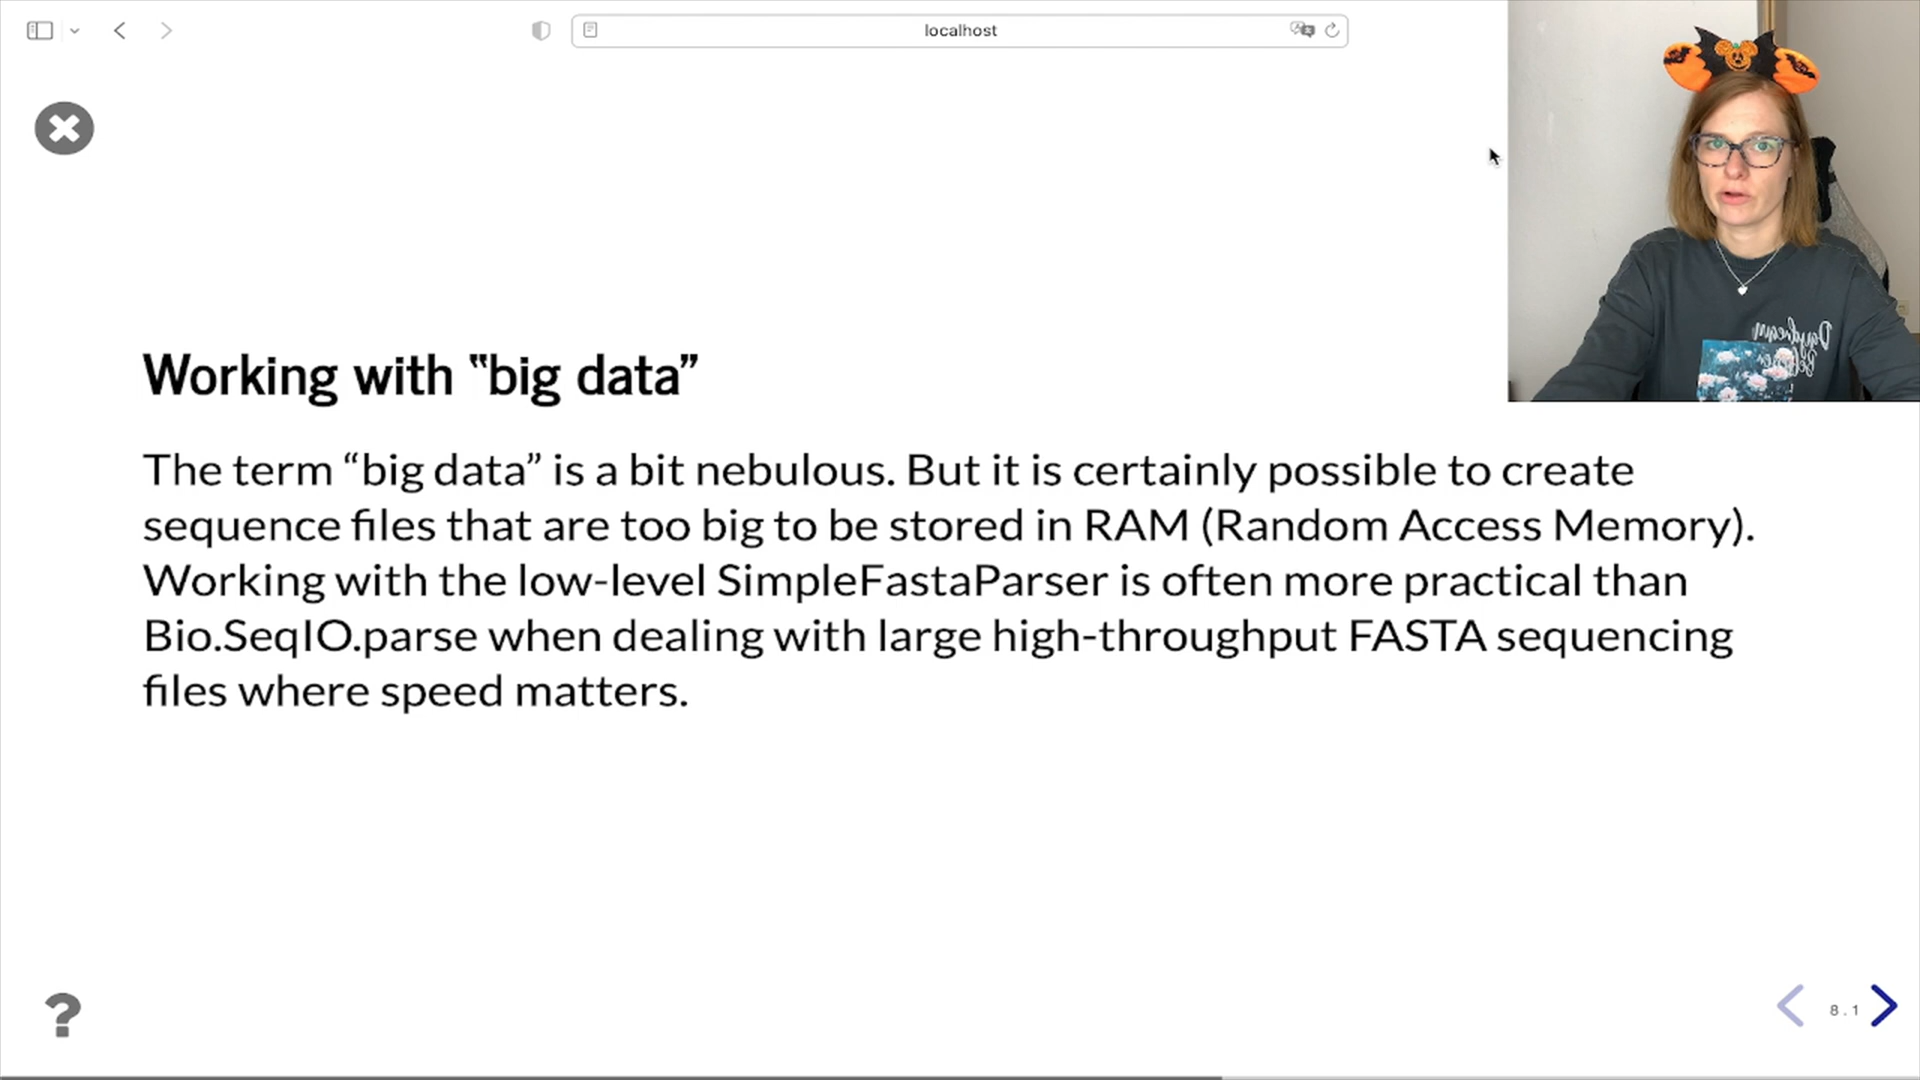 localhost
Working with “big data”
The term “big data” is a bit nebulous. But it is certainly possible to create
sequence files that are too big to be stored in RAM (Random Access Memory).
Working with the low-level SimpleFastaParser is often more practical than
Bio.SeqIO.parse when dealing with large high-throughput FASTA sequencing
files where speed matters.
Daydream
Believer
8.1